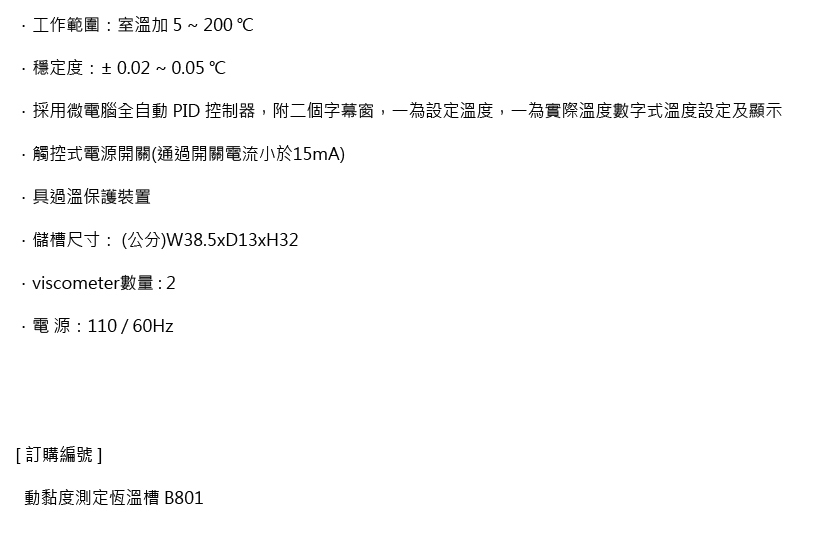 ．工作範圍：室溫加 5 ~ 200 ℃
．穩定度：± 0.02 ~ 0.05 ℃
．採用微電腦全自動 PID 控制器，附二個字幕窗，一為設定溫度，一為實際溫度數字式溫度設定及顯示
．觸控式電源開關(通過開關電流小於15mA)
．具過溫保護裝置
．儲槽尺寸： (公分)W38.5xD13xH32
．viscometer數量 : 2
．電 源：110 / 60Hz
[ 訂購編號 ]
動黏度測定恆溫槽 B801